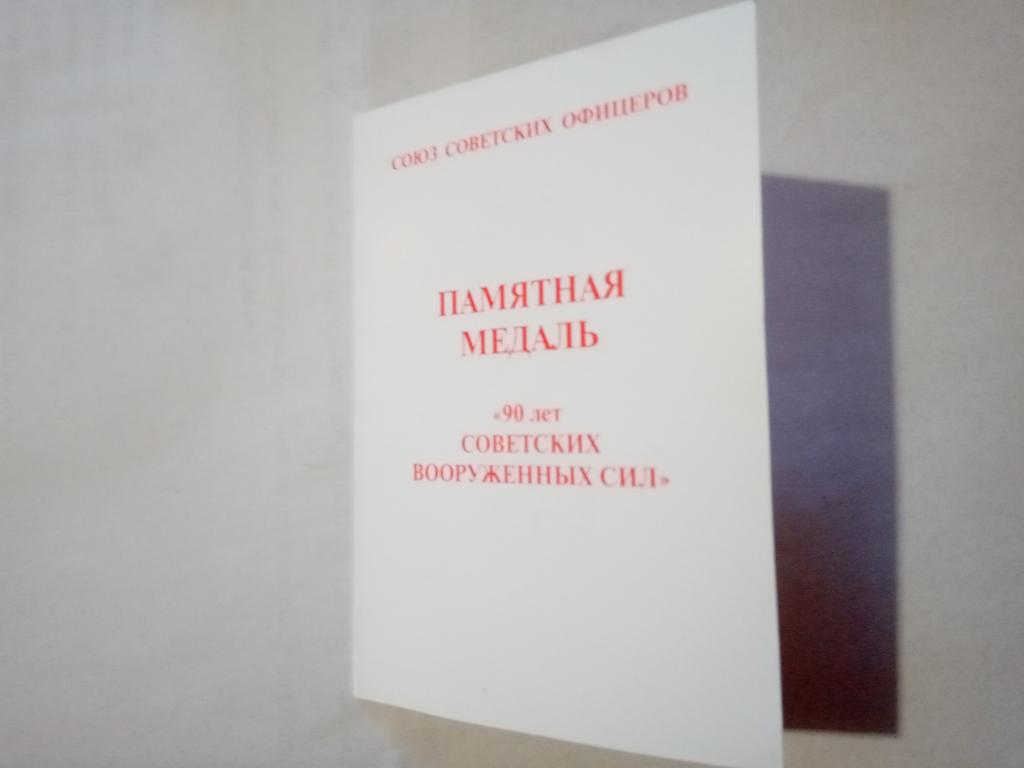 СОЮЗ СОВЕТСКИХ ОФИЦЕРОВ
ПАМЯТНАЯ
МЕДАЛЬ
«90 лет
СОВЕТСКИХ
ВООРУЖЕННЫХ СИЛ»